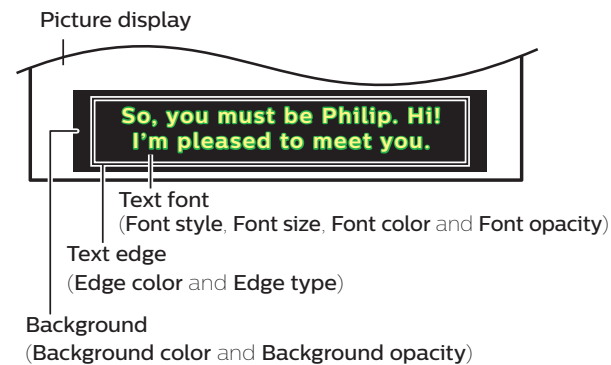 Picture display
So, you must be Philip. Hi!
I’m pleased to meet you.
Text font
(Font style, Font size, Font color and Font opacity)
Text edge
(Edge color and Edge type)
Background
(Background color and Background opacity)